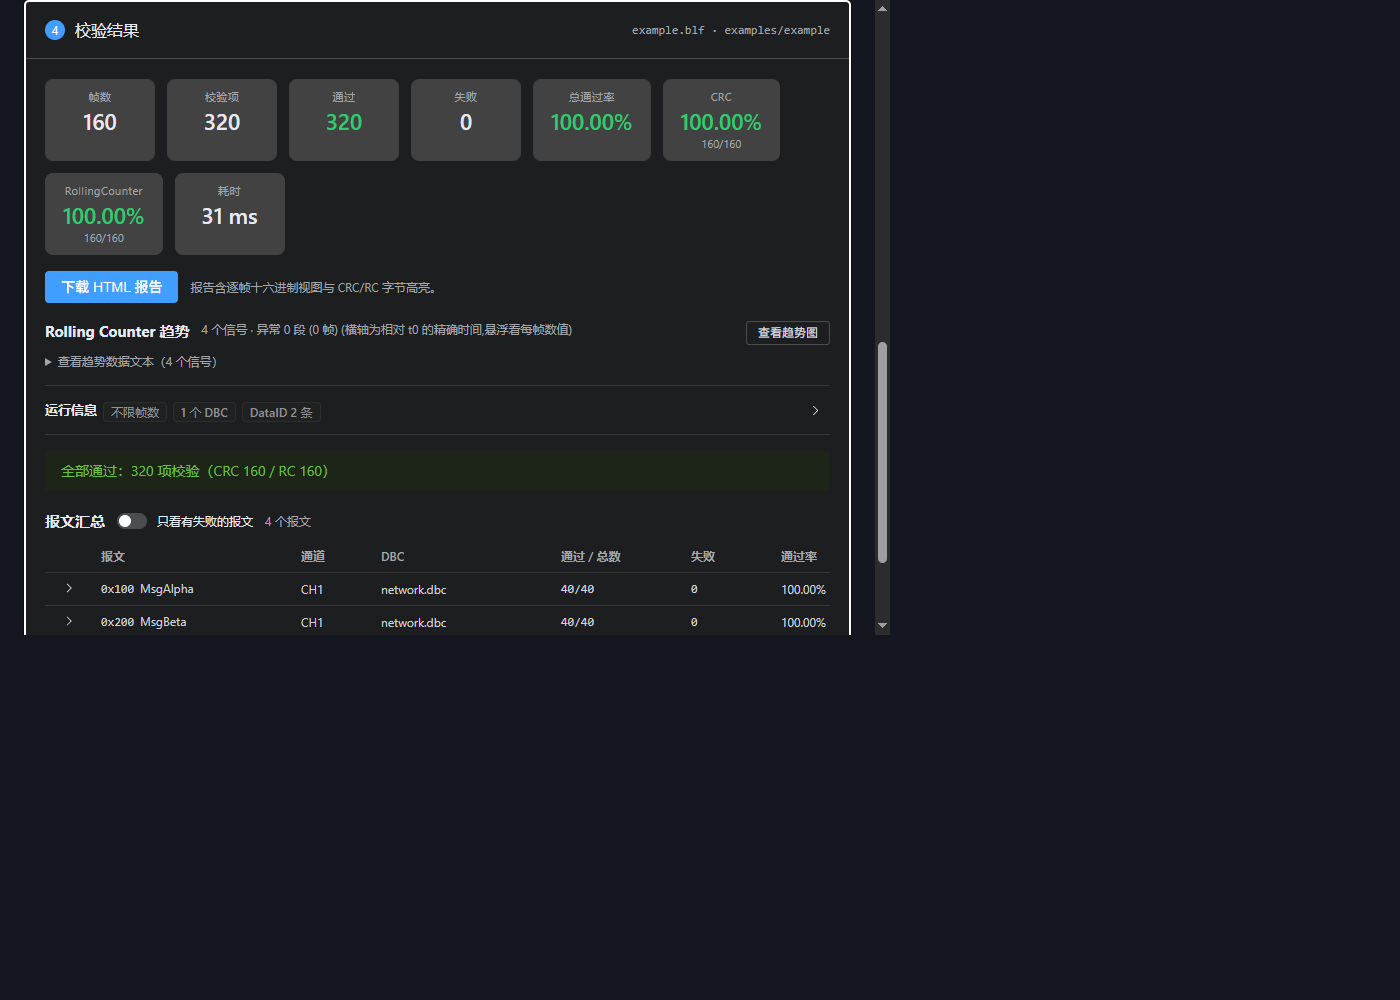 4 校验结果 example.blf · examples/example
帧数 校验项 通过 失败 总通过率 CRC
160 320 320 0 100.00% 100.00%
160/160
RollingCounter 耗时
100.00% 31 ms
160/160
下载 HTML 报告 报告含逐帧十六进制视图与 CRC/RC 字节高亮。
Rolling Counter 趋势 4 个信号 · 异常 0 段 (0 帧) (横轴为相对 t0 的精确时间,悬浮看每帧数值) 查看趋势图
查看趋势数据文本（4 个信号）
运行信息 不限帧数 1 个 DBC DataID 2 条
全部通过：320 项校验（CRC 160 / RC 160）
报文汇总 只看有失败的报文 4 个报文
报文 通道 DBC 通过 / 总数 失败 通过率
0x100 MsgAlpha CH1 network.dbc 40/40 0 100.00%
0x200 MsgBeta CH1 network.dbc 40/40 0 100.00%